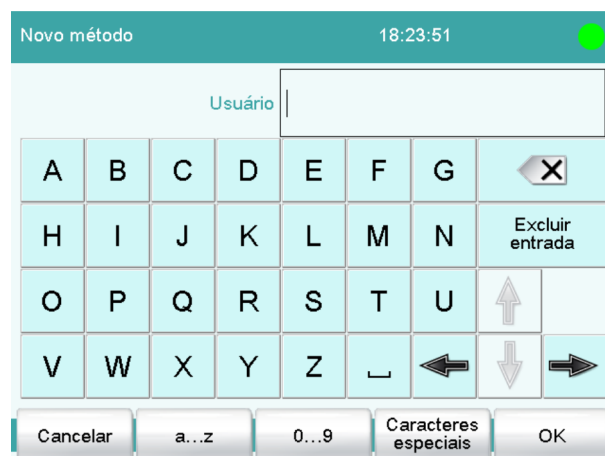 Novo método 18:23:51
Usuário
A B C D E F G
H I J K L M N Excluir entrada
O P Q R S T U
V W X Y Z
Cancelar a...z 0...9 Caracteres especiais OK